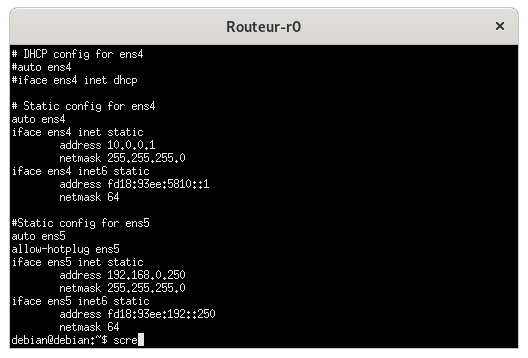 Routeur-r0
×
# DHCP config for ens4
#auto ens4
#iface ens4 inet dhcp
# Static config for ens4
auto ens4
iface ens4 inet static
address 10.0.0.1
netmask 255.255.255.0
iface ens4 inet6 static
address fd18:93ee:5810::1
netmask 64
#Static config for ens5
auto ens5
allow-hotplug ens5
iface ens5 inet static
address 192.168.0.250
netmask 255.255.255.0
iface ens5 inet6 static
address fd18:93ee:192::250
netmask 64
debian@debian:~$ scre